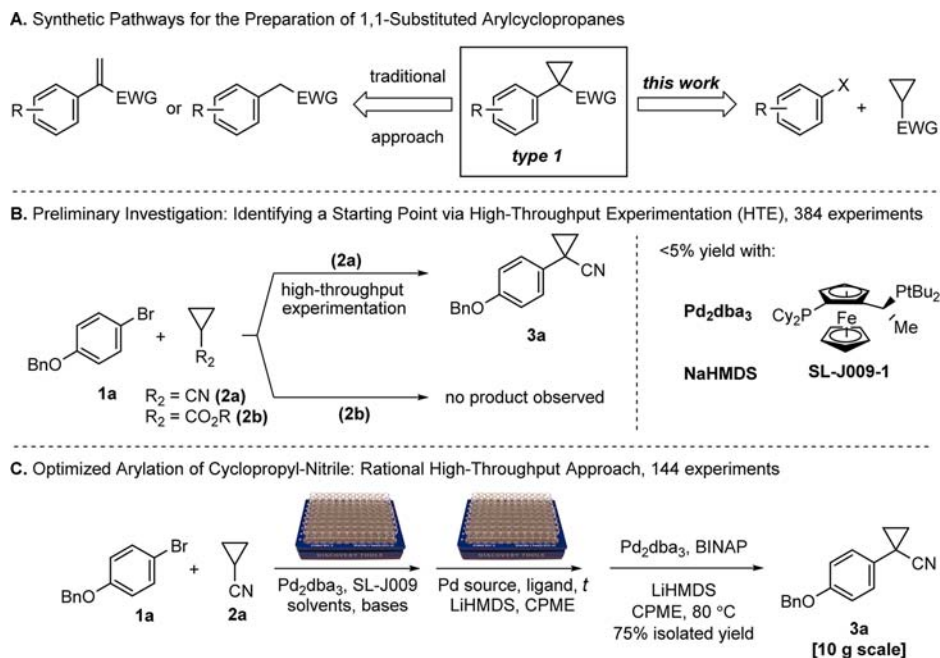 A. Synthetic Pathways for the Preparation of 1,1-Substituted Arylcyclopropanes
R
EWG
or
R
EWG
traditional
approach
R
EWG
type 1
this work
R
X
+
EWG
B. Preliminary Investigation: Identifying a Starting Point via High-Throughput Experimentation (HTE), 384 experiments
BnO
Br
1a
+
R2
R2 = CN (2a)
R2 = CO2R (2b)
(2a)
high-throughput
experimentation
BnO
CN
3a
(2b)
no product observed
<5% yield with:
Pd2dba3
NaHMDS
Cy2P
Fe
PtBu2
Me
SL-J009-1
C. Optimized Arylation of Cyclopropyl-Nitrile: Rational High-Throughput Approach, 144 experiments
BnO
Br
1a
+
CN
2a
Pd2dba3, SL-J009
solvents, bases
Pd source, ligand, t
LiHMDS, CPME
Pd2dba3, BINAP
LiHMDS
CPME, 80 °C
75% isolated yield
BnO
CN
3a
[10 g scale]